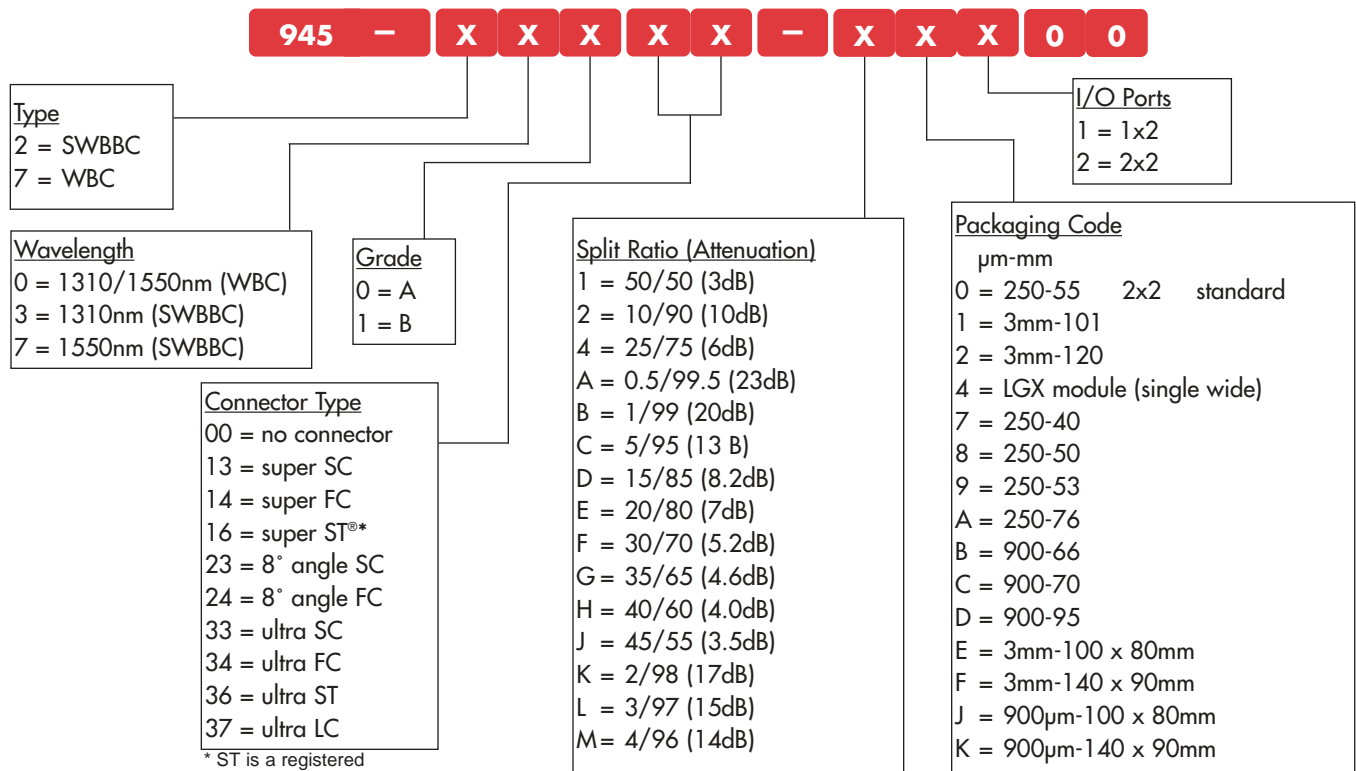 945 – X X X X X – X X X 0 0
Type
2 = SWBBC
7 = WBC
I/O Ports
1 = 1x2
2 = 2x2
Wavelength
0 = 1310/1550nm (WBC)
3 = 1310nm (SWBBC)
7 = 1550nm (SWBBC)
Grade
0 = A
1 = B
Connector Type
00 = no connector
13 = super SC
14 = super FC
16 = super ST®*
23 = 8˚ angle SC
24 = 8˚ angle FC
33 = ultra SC
34 = ultra FC
36 = ultra ST
37 = ultra LC
* ST is a registered
Split Ratio (Attenuation)
1 = 50/50 (3dB)
2 = 10/90 (10dB)
4 = 25/75 (6dB)
A = 0.5/99.5 (23dB)
B = 1/99 (20dB)
C = 5/95 (13 B)
D = 15/85 (8.2dB)
E = 20/80 (7dB)
F = 30/70 (5.2dB)
G = 35/65 (4.6dB)
H = 40/60 (4.0dB)
J = 45/55 (3.5dB)
K = 2/98 (17dB)
L = 3/97 (15dB)
M = 4/96 (14dB)
Packaging Code
µm-mm
0 = 250-55 2x2 standard
1 = 3mm-101
2 = 3mm-120
4 = LGX module (single wide)
7 = 250-40
8 = 250-50
9 = 250-53
A = 250-76
B = 900-66
C = 900-70
D = 900-95
E = 3mm-100 x 80mm
F = 3mm-140 x 90mm
J = 900µm-100 x 80mm
K = 900µm-140 x 90mm